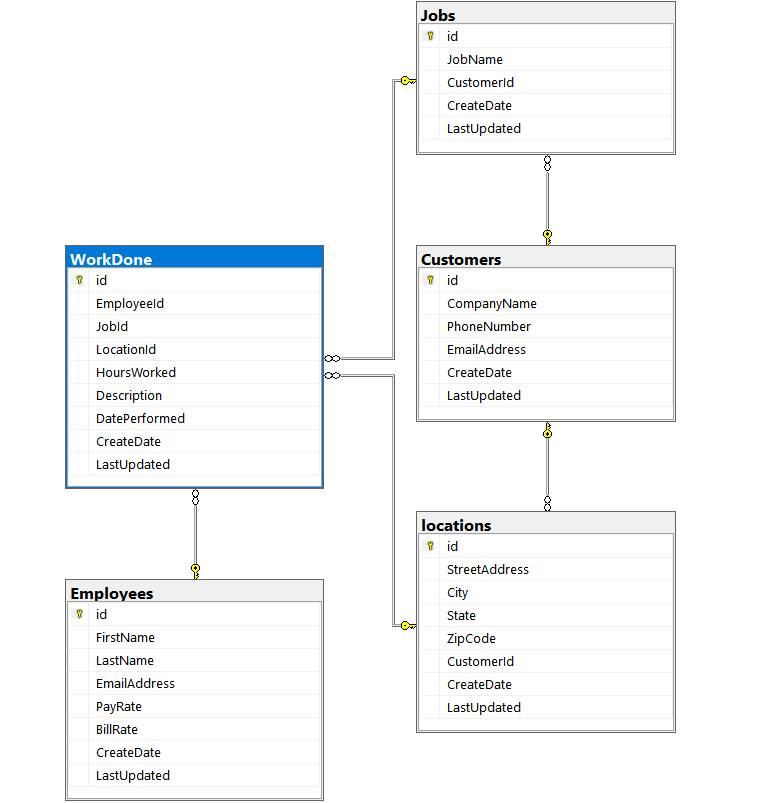 Jobs
id
JobName
CustomerId
CreateDate
LastUpdated
WorkDone
id
EmployeeId
JobId
LocationId
HoursWorked
Description
DatePerformed
CreateDate
LastUpdated
Customers
id
CompanyName
PhoneNumber
EmailAddress
CreateDate
LastUpdated
Employees
id
FirstName
LastName
EmailAddress
PayRate
BillRate
CreateDate
LastUpdated
locations
id
StreetAddress
City
State
ZipCode
CustomerId
CreateDate
LastUpdated